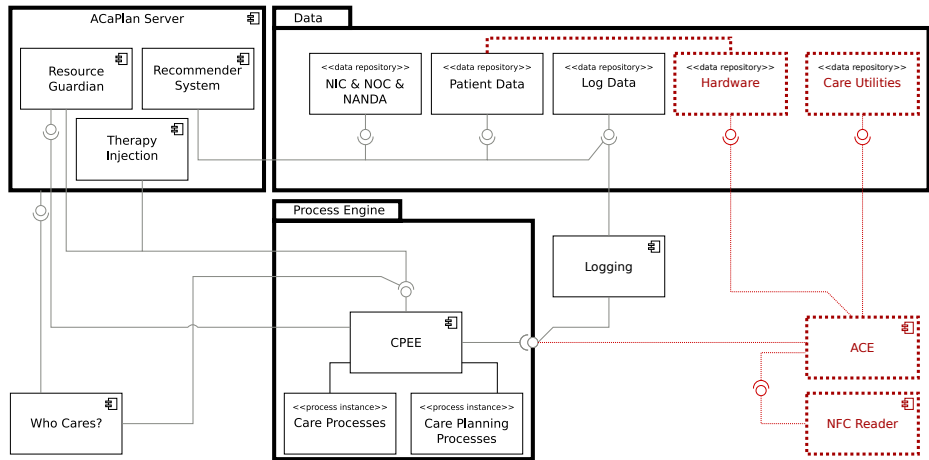 ACaPlan Server
Data
Resource
Guardian
Recommender
System
Therapy
Injection
<<data repository>>
NIC & NOC &
NANDA
<<data repository>>
Patient Data
<<data repository>>
Log Data
<<data repository>>
Hardware
<<data repository>>
Care Utilities
Process Engine
Logging
CPEE
ACE
Who Cares?
<<process instance>>
Care Processes
<<process instance>>
Care Planning
Processes
NFC Reader